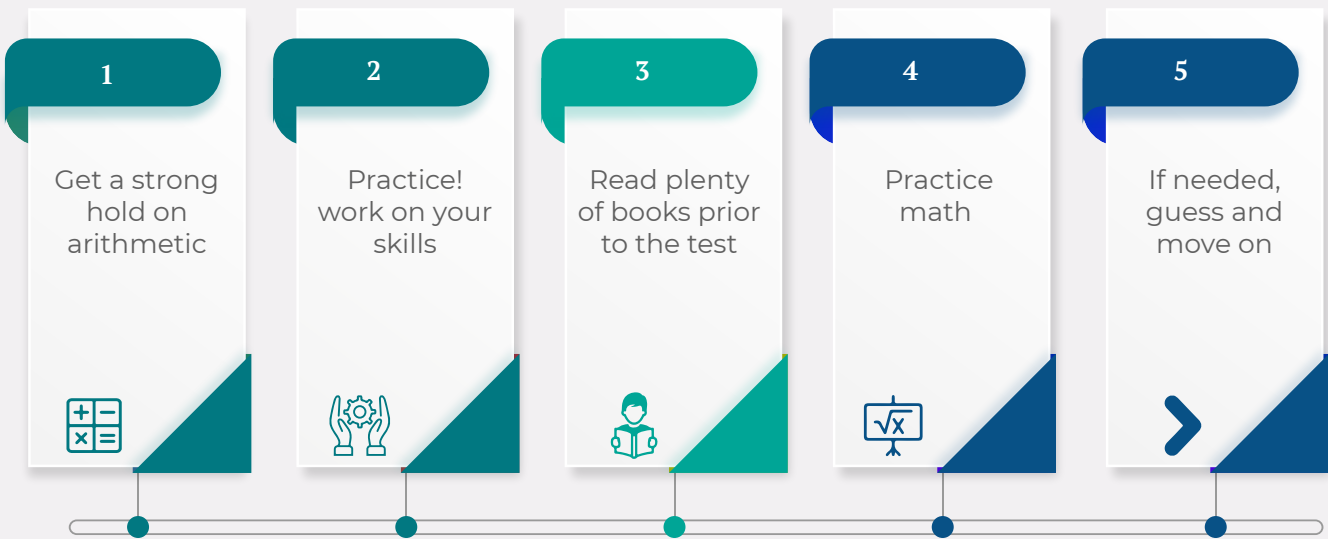 1
Get a strong
hold on
arithmetic
2
Practice!
work on your
skills
3
Read plenty
of books prior
to the test
4
Practice
math
√x
5
If needed,
guess and
move on